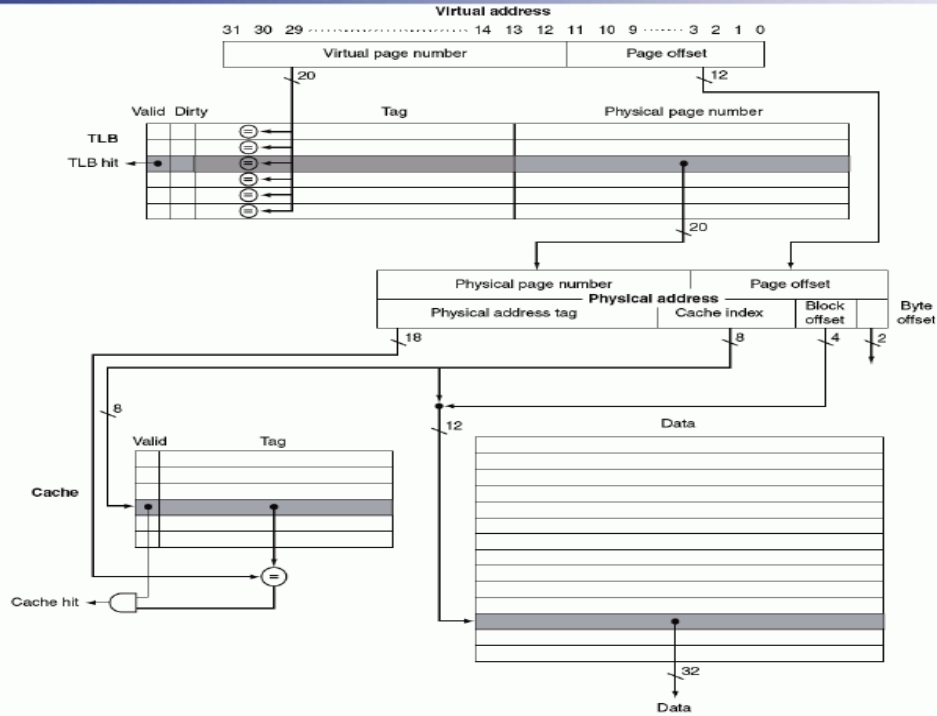 Virtual address
31 30 29 14 13 12 11 10 9 3 2 1 0
Virtual page number Page offset
20 12
Valid Dirty Tag Physical page number
TLB
TLB hit
= 
=
=
=
=
=
20
Physical page number Page offset
Physical address
Physical address tag Cache index Block offset Byte offset
18 8 4 2
8
12
Valid Tag Data
Cache
=
Cache hit
32
Data